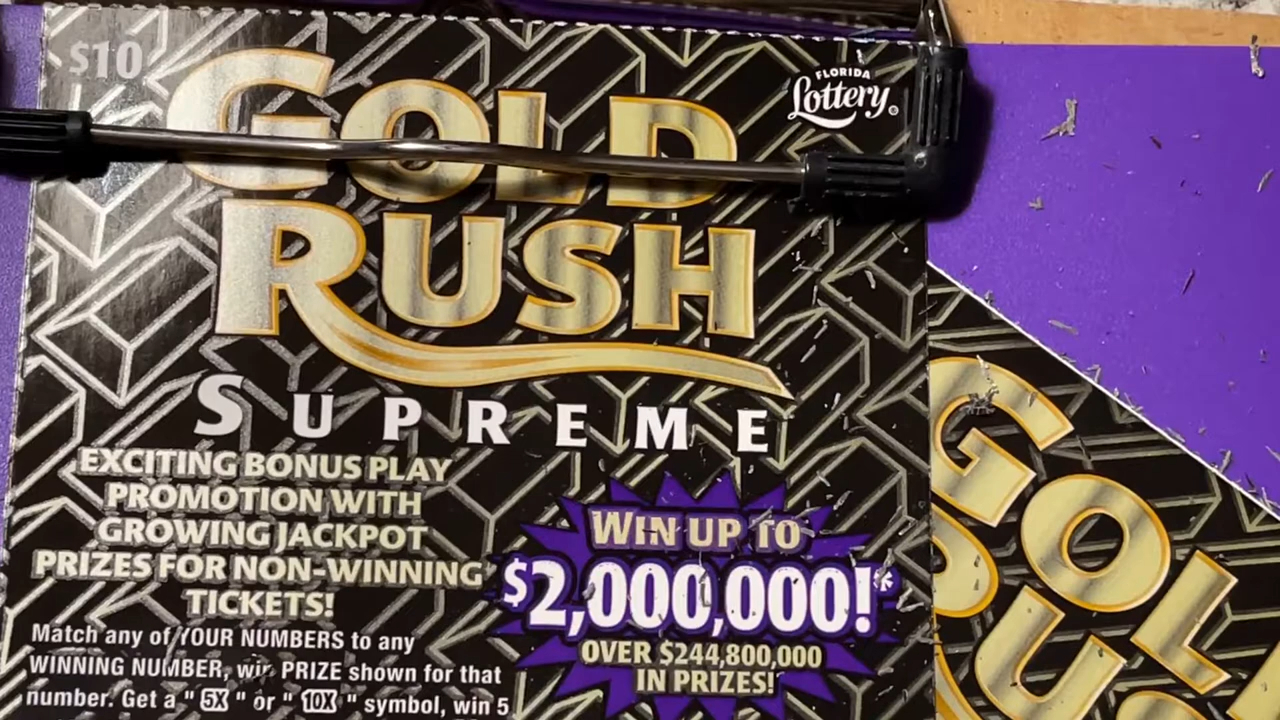 $10
FLORIDA
Lottery®
GOLD
RUSH
SUPREME
EXCITING BONUS PLAY
PROMOTION WITH
GROWING JACKPOT
PRIZES FOR NON-WINNING
TICKETS!
WIN UP TO
$2,000,000!*
OVER $244,800,000
IN PRIZES!
Match any of YOUR NUMBERS to any
WINNING NUMBER, win PRIZE shown for that
number. Get a "5X" or "10X" symbol, win 5
GOL